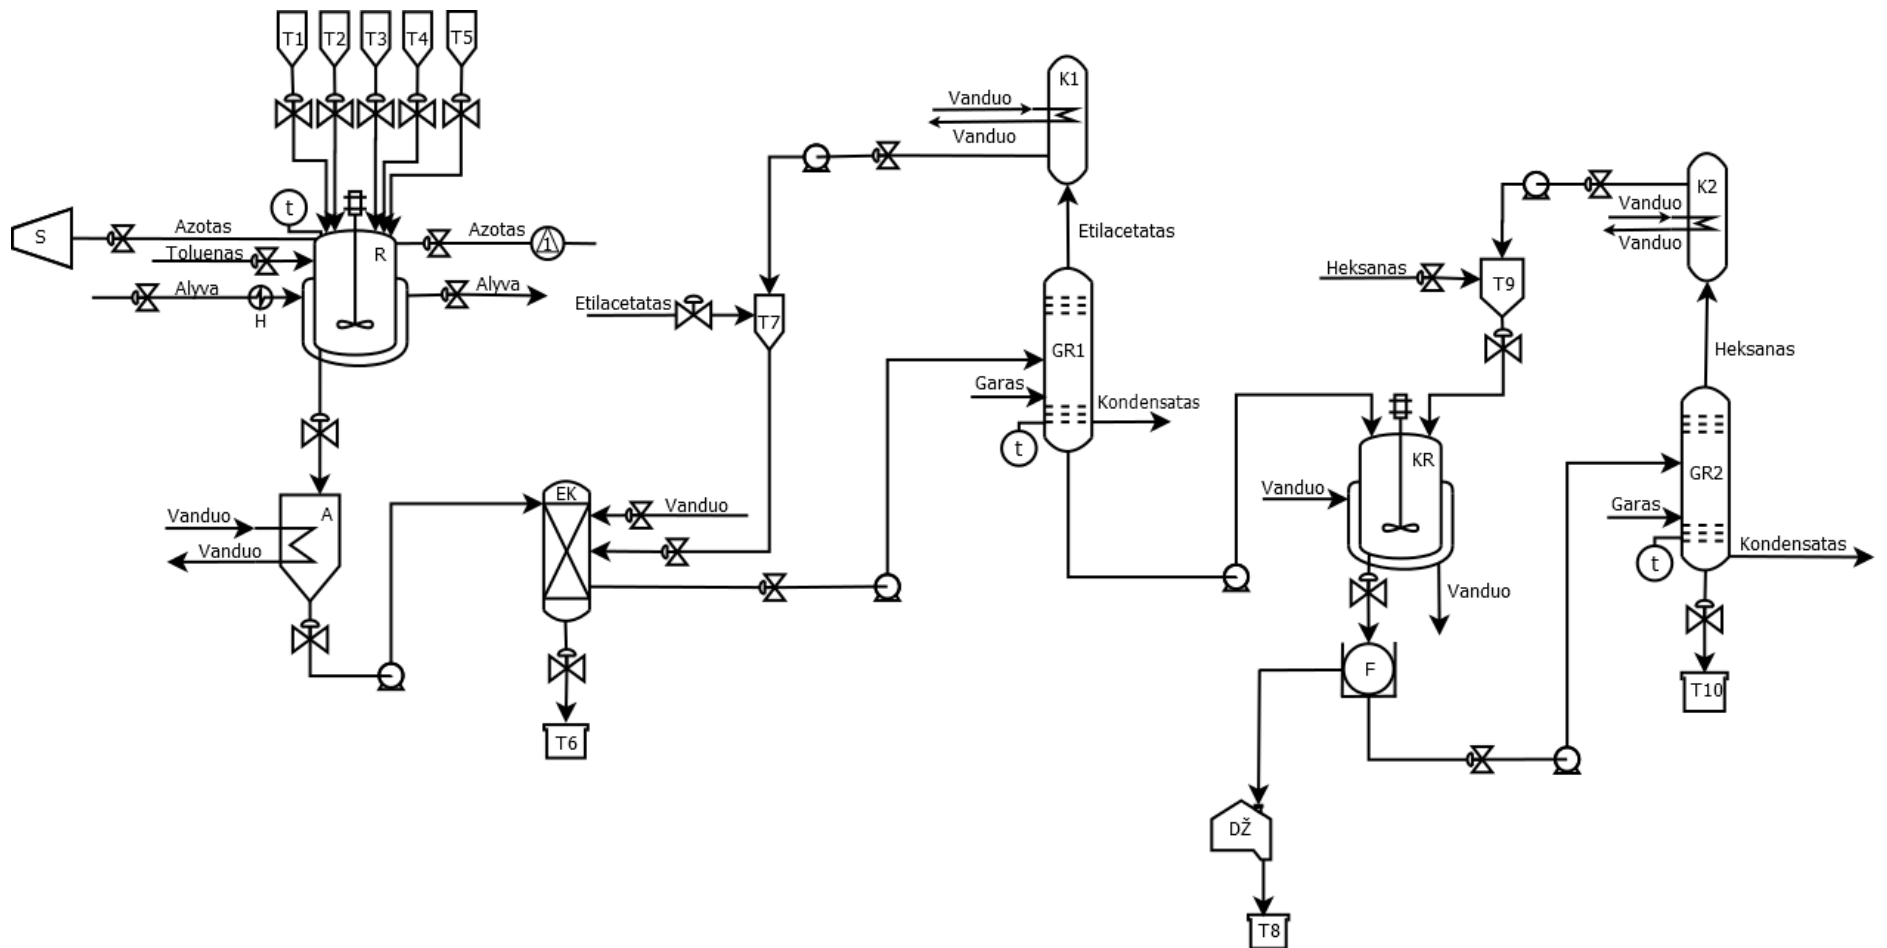 T1
T2
T3
T4
T5
K1
Vanduo
Vanduo
t
S
Azotas
R
Azotas
1
Toluenas
Alyva
H
Alyva
Etilacetatas
K2
Vanduo
Vanduo
Etilacetatas
T7
Heksanas
T9
GR1
Garas
Kondensatas
t
Heksanas
KR
Vanduo
GR2
Garas
Kondensatas
t
A
Vanduo
Vanduo
EK
Vanduo
Vanduo
F
T6
T10
DŽ
T8